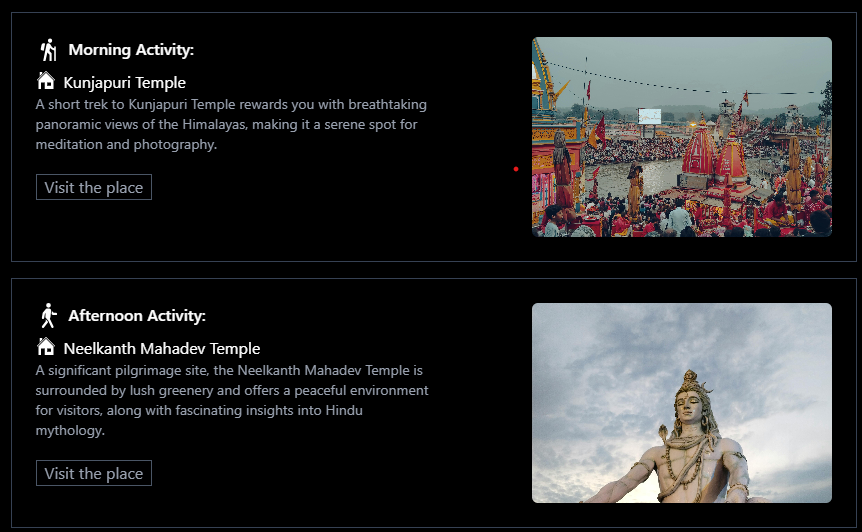 Morning Activity:
Kunjapuri Temple
A short trek to Kunjapuri Temple rewards you with breathtaking
panoramic views of the Himalayas, making it a serene spot for
meditation and photography.
Visit the place
Afternoon Activity:
Neelkanth Mahadev Temple
A significant pilgrimage site, the Neelkanth Mahadev Temple is
surrounded by lush greenery and offers a peaceful environment
for visitors, along with fascinating insights into Hindu
mythology.
Visit the place